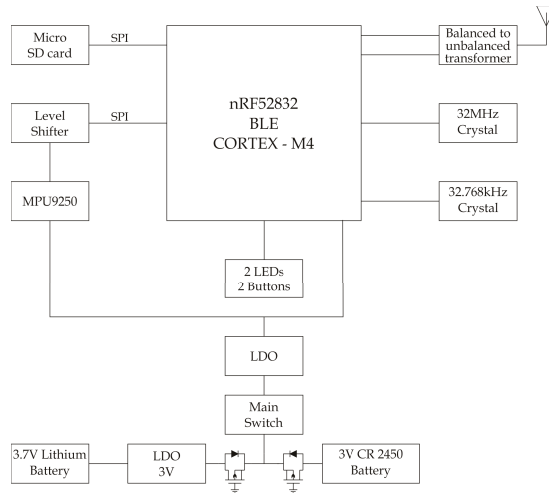 Micro
SD card
SPI
Balanced to
unbalanced
transformer
nRF52832
BLE
CORTEX - M4
Level
Shifter
SPI
32MHz
Crystal
MPU9250
32.768kHz
Crystal
2 LEDs
2 Buttons
LDO
Main
Switch
3.7V Lithium
Battery
LDO
3V
3V CR 2450
Battery